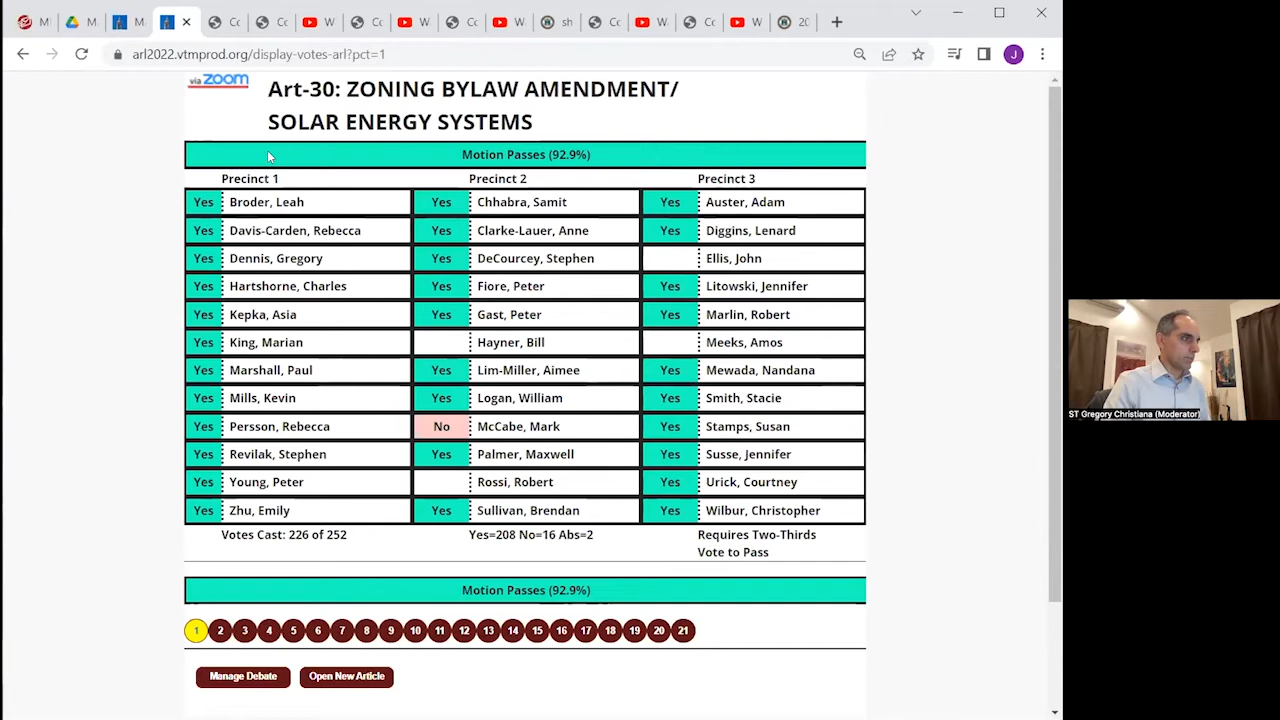 M
M
M
Co
Co
W
Co
W
Co
W
sh
Co
W
Co
W
20
arl2022.vtmprod.org/display-votes-arl?pct=1
J
via zoom
Art-30: ZONING BYLAW AMENDMENT/
SOLAR ENERGY SYSTEMS
Motion Passes (92.9%)
Precinct 1 Precinct 2 Precinct 3
Yes Broder, Leah Yes Chhabra, Samit Yes Auster, Adam
Yes Davis-Carden, Rebecca Yes Clarke-Lauer, Anne Yes Diggins, Lenard
Yes Dennis, Gregory Yes DeCourcey, Stephen Ellis, John
Yes Hartshorne, Charles Yes Fiore, Peter Yes Litowski, Jennifer
Yes Kepka, Asia Yes Gast, Peter Yes Marlin, Robert
Yes King, Marian Hayner, Bill Meeks, Amos
Yes Marshall, Paul Yes Lim-Miller, Aimee Yes Mewada, Nandana
Yes Mills, Kevin Yes Logan, William Yes Smith, Stacie
Yes Persson, Rebecca No McCabe, Mark Yes Stamps, Susan
Yes Revilak, Stephen Yes Palmer, Maxwell Yes Susse, Jennifer
Yes Young, Peter Rossi, Robert Yes Urick, Courtney
Yes Zhu, Emily Yes Sullivan, Brendan Yes Wilbur, Christopher
Votes Cast: 226 of 252 Yes=208 No=16 Abs=2 Requires Two-Thirds
Vote to Pass
Motion Passes (92.9%)
1 2 3 4 5 6 7 8 9 10 11 12 13 14 15 16 17 18 19 20 21
Manage Debate Open New Article
ST Gregory Christiana (Moderator)